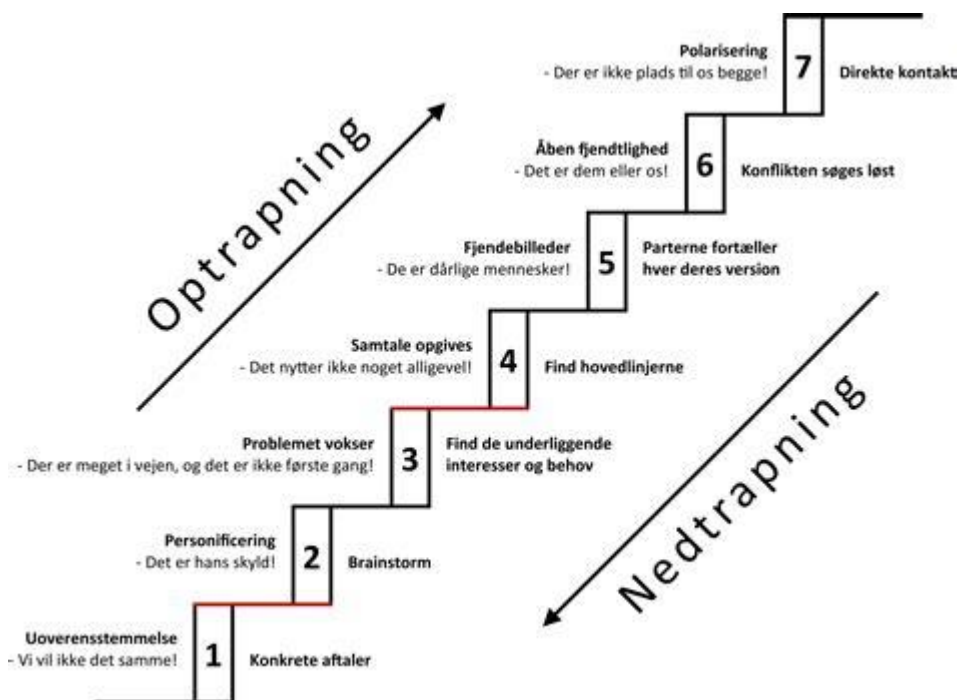 Polarisering
- Der er ikke plads til os begge!
7
Direkte kontakt
Optrapning
Åben fjendtlighed
- Det er dem eller os!
6
Konflikten søges løst
Fjendebilleder
- De er dårlige mennesker!
5
Parterne fortæller
hver deres version
Samtale opgives
- Det nytter ikke noget alligevel!
4
Find hovedlinjerne
Nedtrapning
Problemet vokser
- Der er meget i vejen, og det er ikke første gang!
3
Find de underliggende
interesser og behov
Personificering
- Det er hans skyld!
2
Brainstorm
Uoverensstemmelse
- Vi vil ikke det samme!
1
Konkrete aftaler